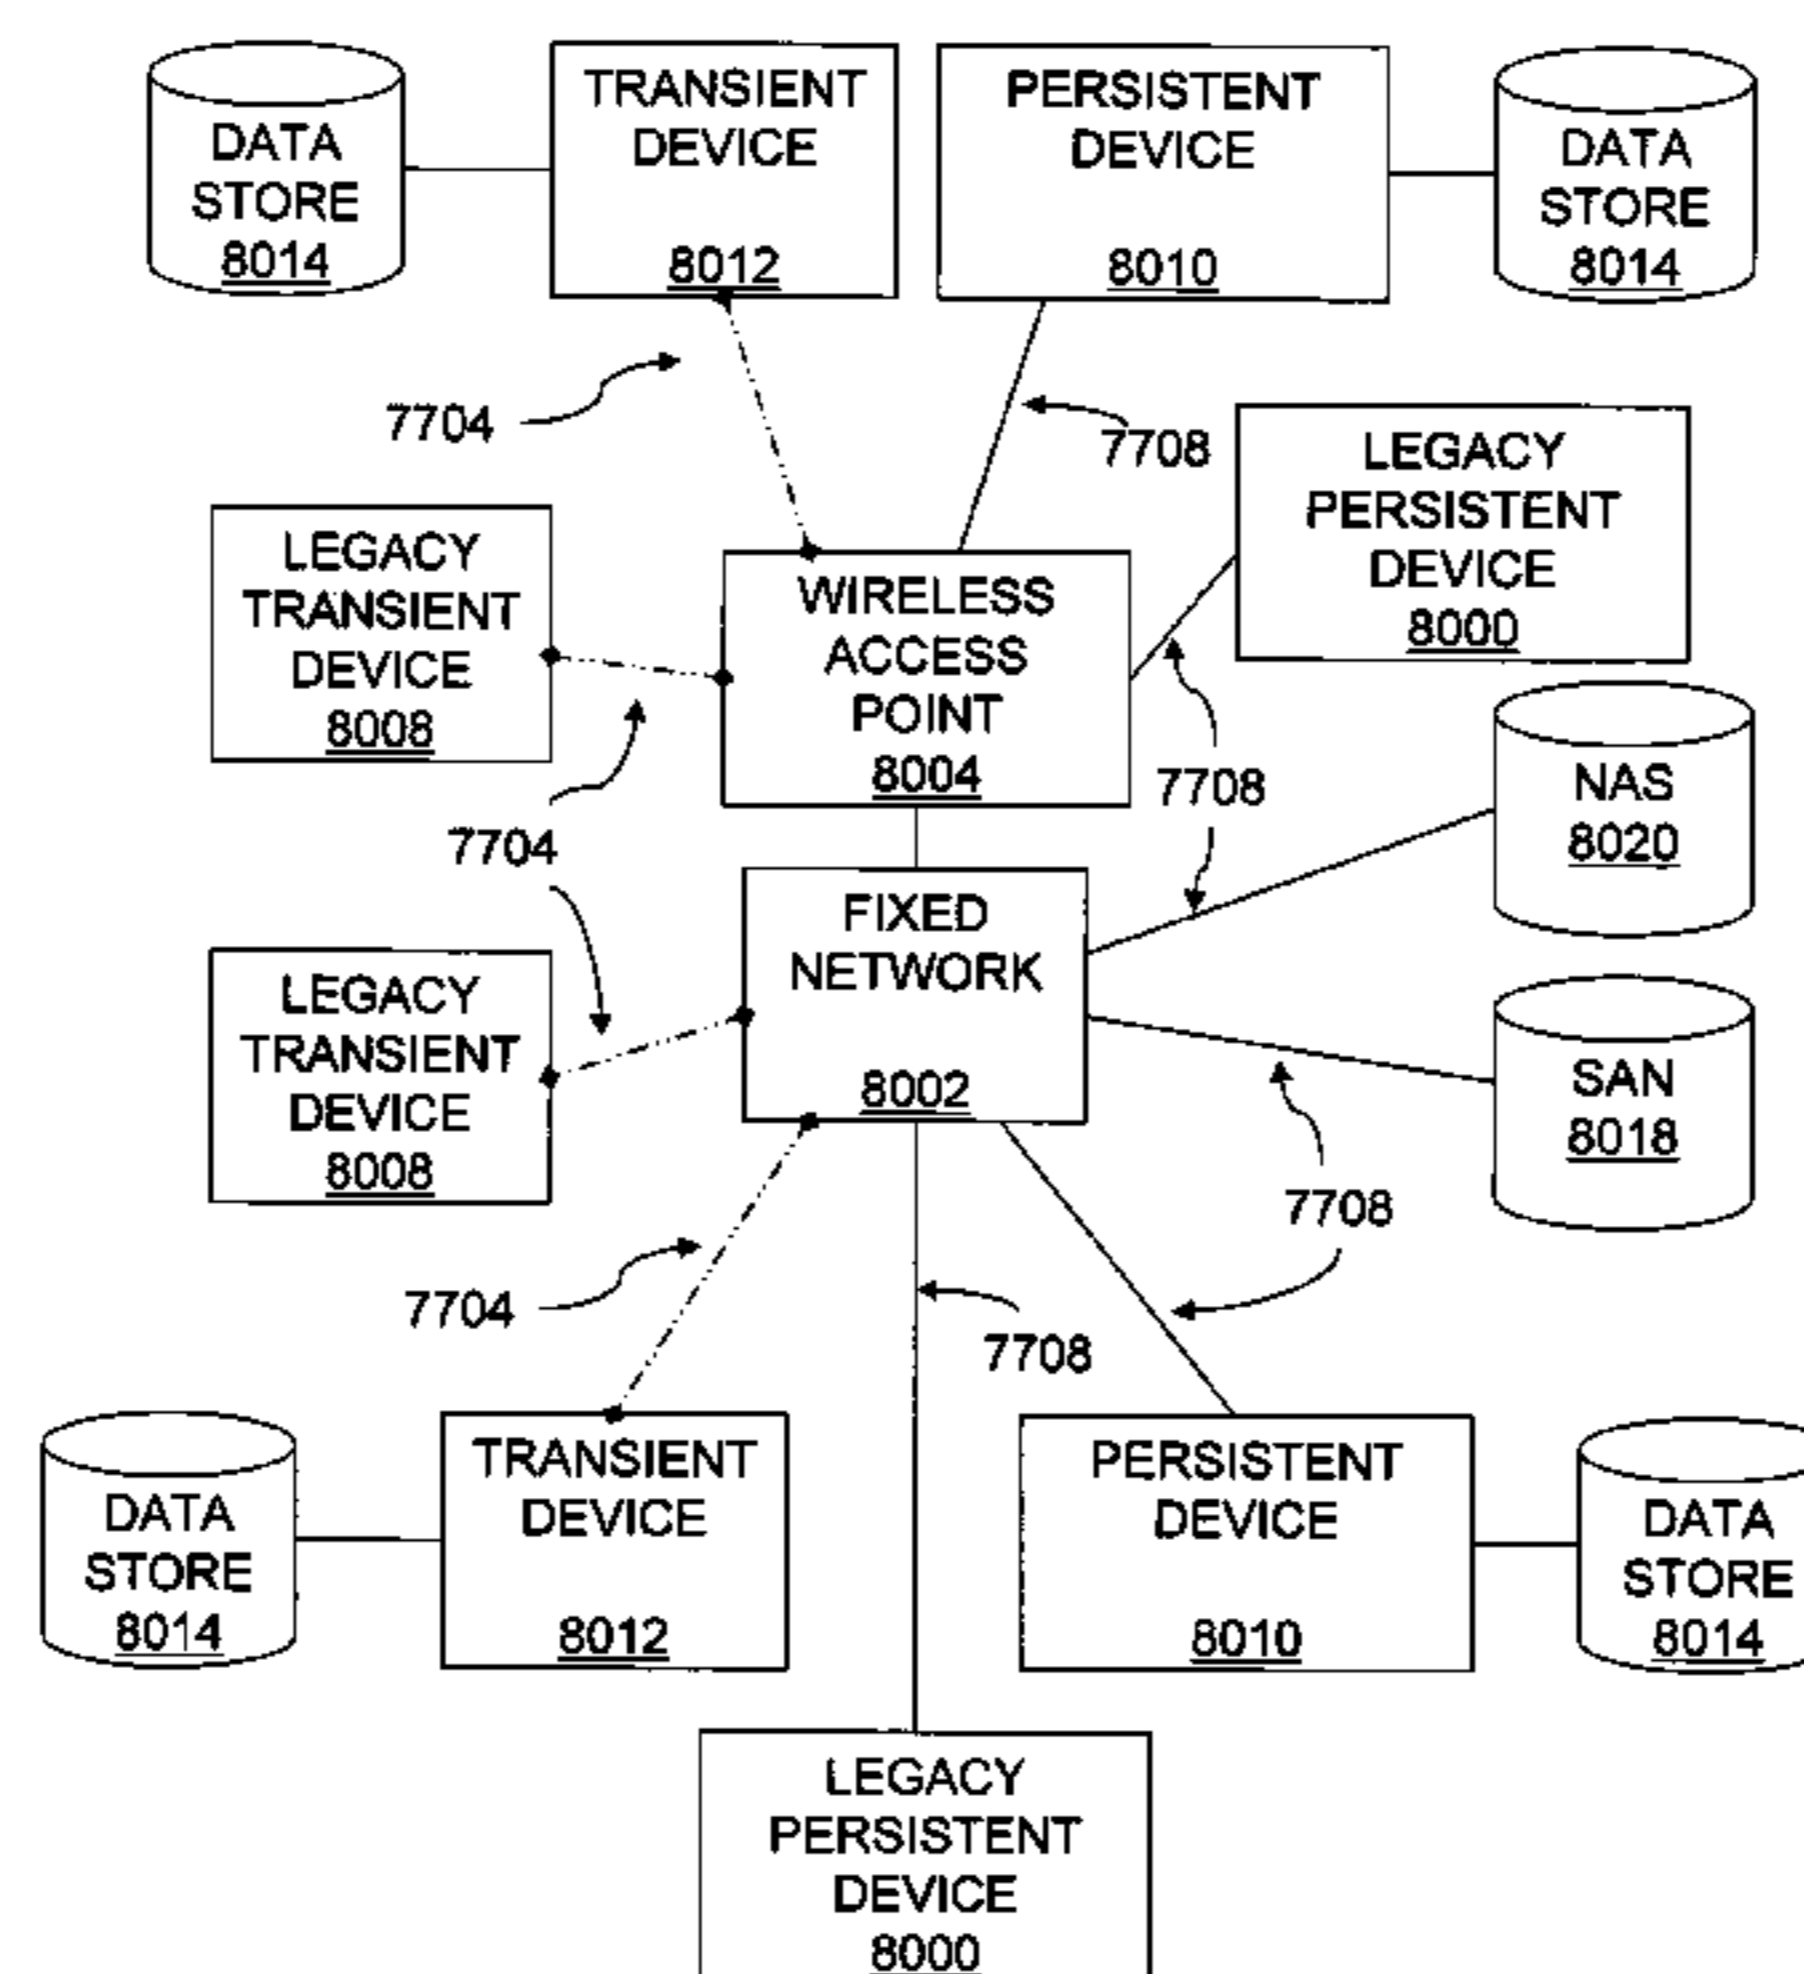 DATA
STORE
8014
TRANSIENT
DEVICE
8012
PERSISTENT
DEVICE
8010
DATA
STORE
8014
7704
7708
LEGACY
PERSISTENT
DEVICE
8000
LEGACY
TRANSIENT
DEVICE
8008
WIRELESS
ACCESS
POINT
8004
7708
NAS
8020
7704
FIXED
NETWORK
8002
LEGACY
TRANSIENT
DEVICE
8008
SAN
8018
7708
7704
7708
DATA
STORE
8014
TRANSIENT
DEVICE
8012
PERSISTENT
DEVICE
8010
DATA
STORE
8014
LEGACY
PERSISTENT
DEVICE
8000